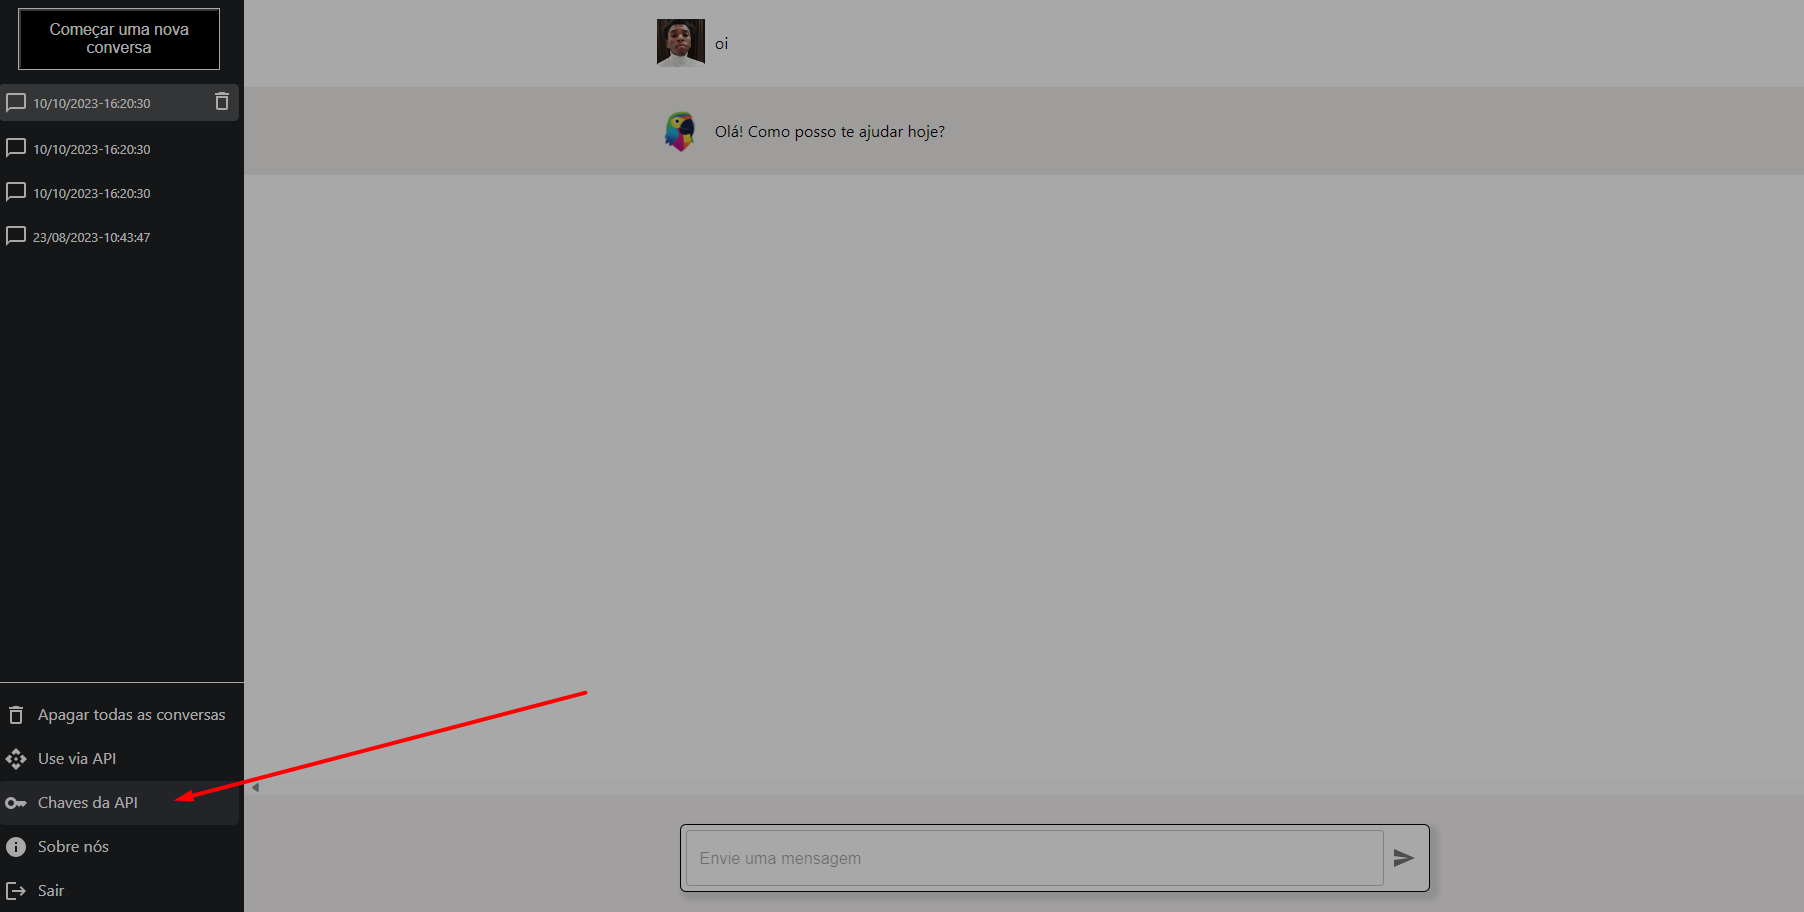 Começar uma nova
conversa
10/10/2023-16:20:30
10/10/2023-16:20:30
10/10/2023-16:20:30
23/08/2023-10:43:47
Apagar todas as conversas
Use via API
Chaves da API
Sobre nós
Sair
oi
Olá! Como posso te ajudar hoje?
Envie uma mensagem